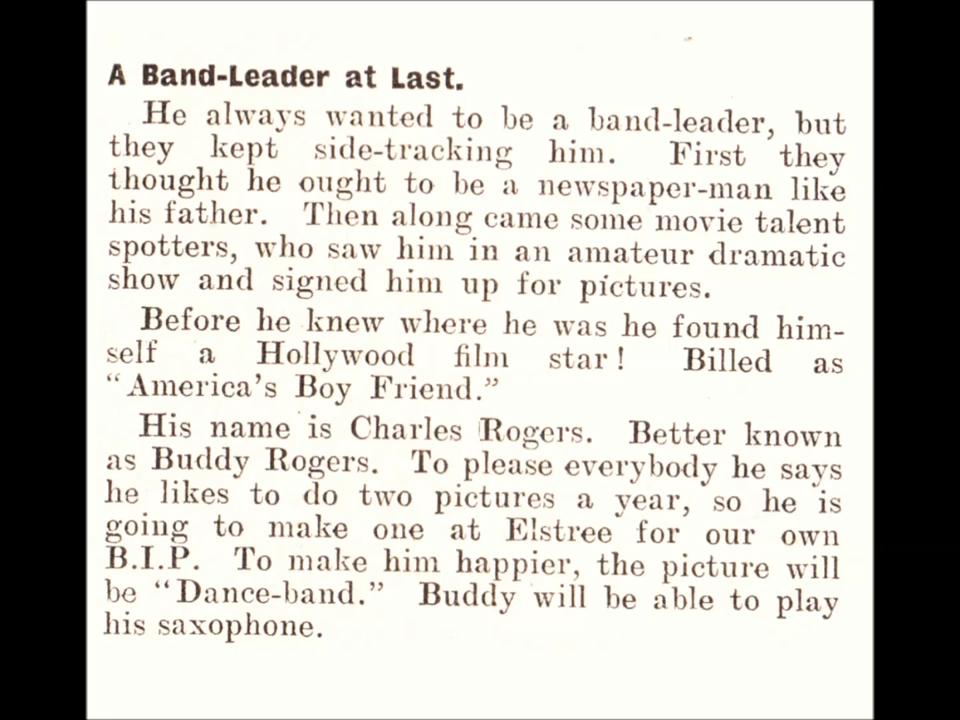 A Band-Leader at Last.
He always wanted to be a band-leader, but
they kept side-tracking him. First they
thought he ought to be a newspaper-man like
his father. Then along came some movie talent
spotters, who saw him in an amateur dramatic
show and signed him up for pictures.
Before he knew where he was he found him-
self a Hollywood film star! Billed as
“America’s Boy Friend.”
His name is Charles Rogers. Better known
as Buddy Rogers. To please everybody he says
he likes to do two pictures a year, so he is
going to make one at Elstree for our own
B.I.P. To make him happier, the picture will
be “Dance-band.” Buddy will be able to play
his saxophone.